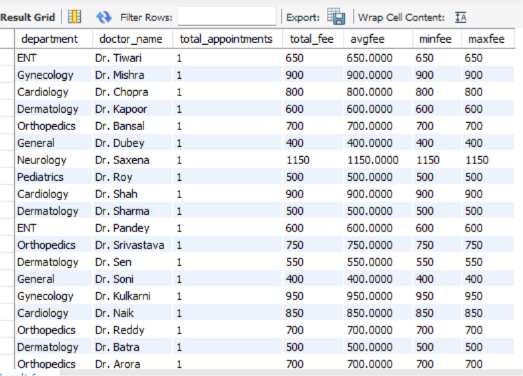 Result Grid Filter Rows: Export: Wrap Cell Content:
department doctor_name total_appointments total_fee avgfee minfee maxfee
ENT Dr. Tiwari 1 650 650.0000 650 650
Gynecology Dr. Mishra 1 900 900.0000 900 900
Cardiology Dr. Chopra 1 800 800.0000 800 800
Dermatology Dr. Kapoor 1 600 600.0000 600 600
Orthopedics Dr. Bansal 1 700 700.0000 700 700
General Dr. Dubey 1 400 400.0000 400 400
Neurology Dr. Saxena 1 1150 1150.0000 1150 1150
Pediatrics Dr. Roy 1 500 500.0000 500 500
Cardiology Dr. Shah 1 900 900.0000 900 900
Dermatology Dr. Sharma 1 500 500.0000 500 500
ENT Dr. Pandey 1 600 600.0000 600 600
Orthopedics Dr. Srivastava 1 750 750.0000 750 750
Dermatology Dr. Sen 1 550 550.0000 550 550
General Dr. Soni 1 400 400.0000 400 400
Gynecology Dr. Kulkarni 1 950 950.0000 950 950
Cardiology Dr. Naik 1 850 850.0000 850 850
Orthopedics Dr. Reddy 1 700 700.0000 700 700
Dermatology Dr. Batra 1 500 500.0000 500 500
Orthopedics Dr. Arora 1 700 700.0000 700 700